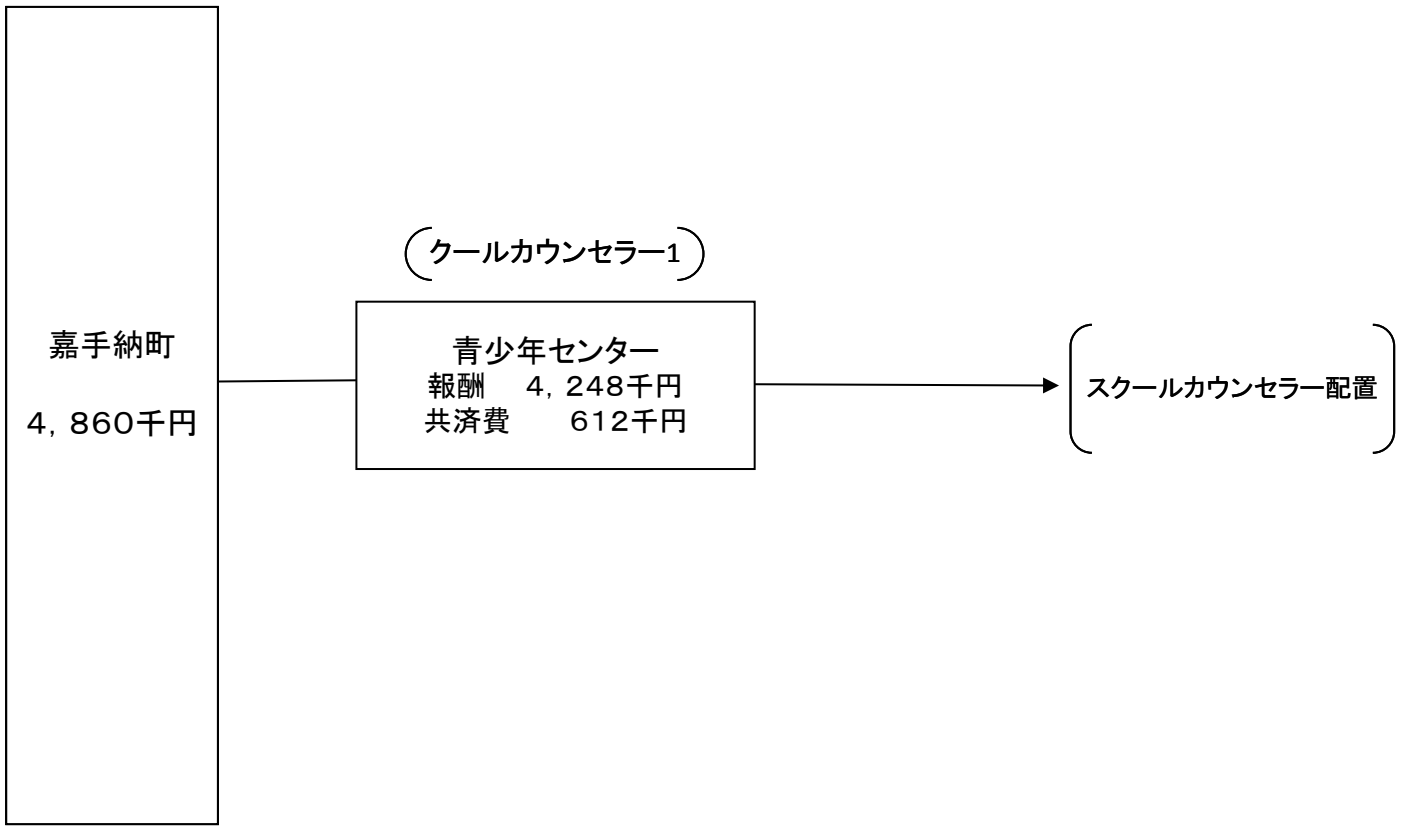 嘉手納町
4,860千円
クールカウンセラー1
青少年センター
報酬　4,248千円
共済費　612千円
スクールカウンセラー配置